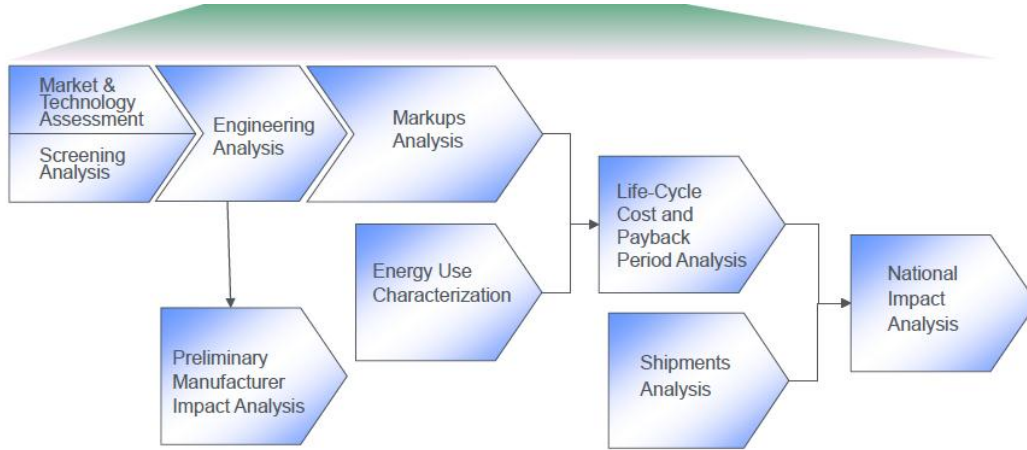 Market &
Technology
Assessment
Screening
Analysis
Engineering
Analysis
Markups
Analysis
Life-Cycle
Cost and
Payback
Period Analysis
Energy Use
Characterization
National
Impact
Analysis
Preliminary
Manufacturer
Impact Analysis
Shipments
Analysis